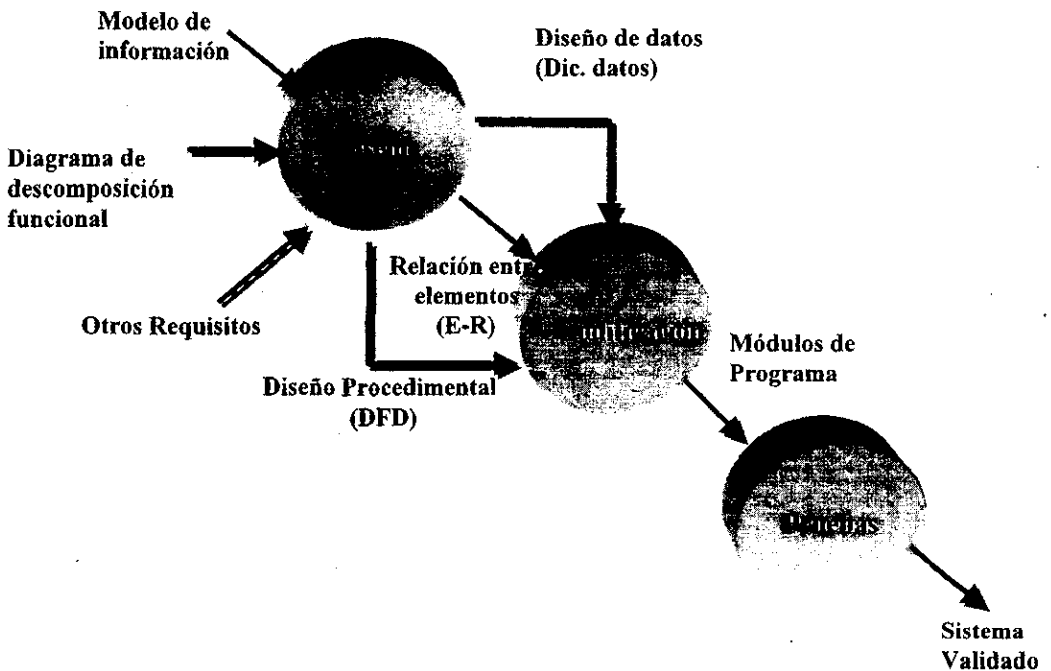 Modelo de
información
Diseño de datos
(Dic. datos)
Diagrama de
descomposición
funcional
Relación entre
elementos
(E-R)
Otros Requisitos
Diseño Procedimental
(DFD)
Módulos de
Programa
Sistema
Validado